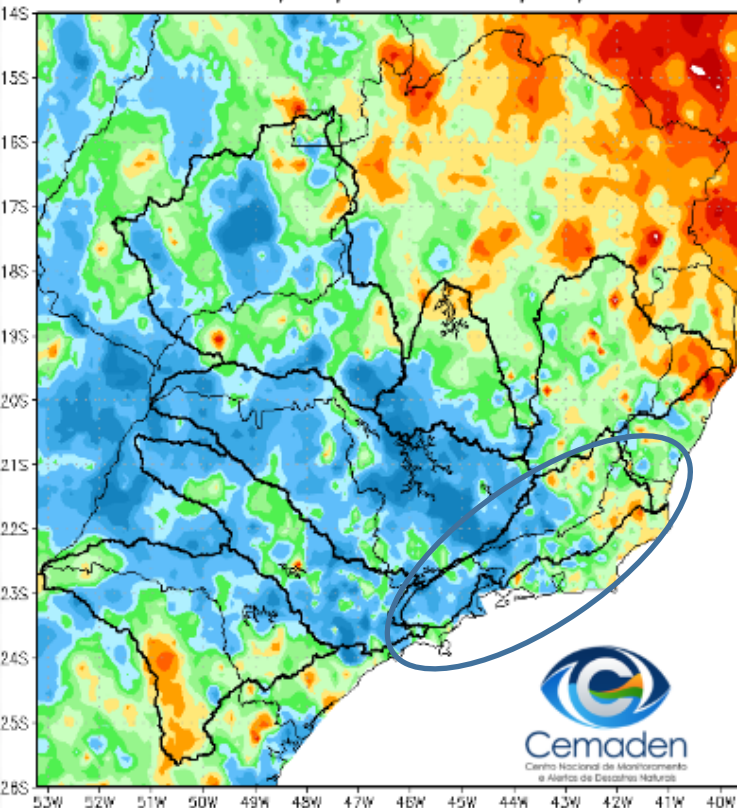 14S
15S
16S
17S
18S
19S
20S
21S
22S
23S
24S
25S
26S
53W 52W 51W 50W 49W 48W 47W 46W 45W 44W 43W 42W 41W 40W
Cemaden
Centro Nacional de Monitoramento
e Alertas de Desastres Naturais